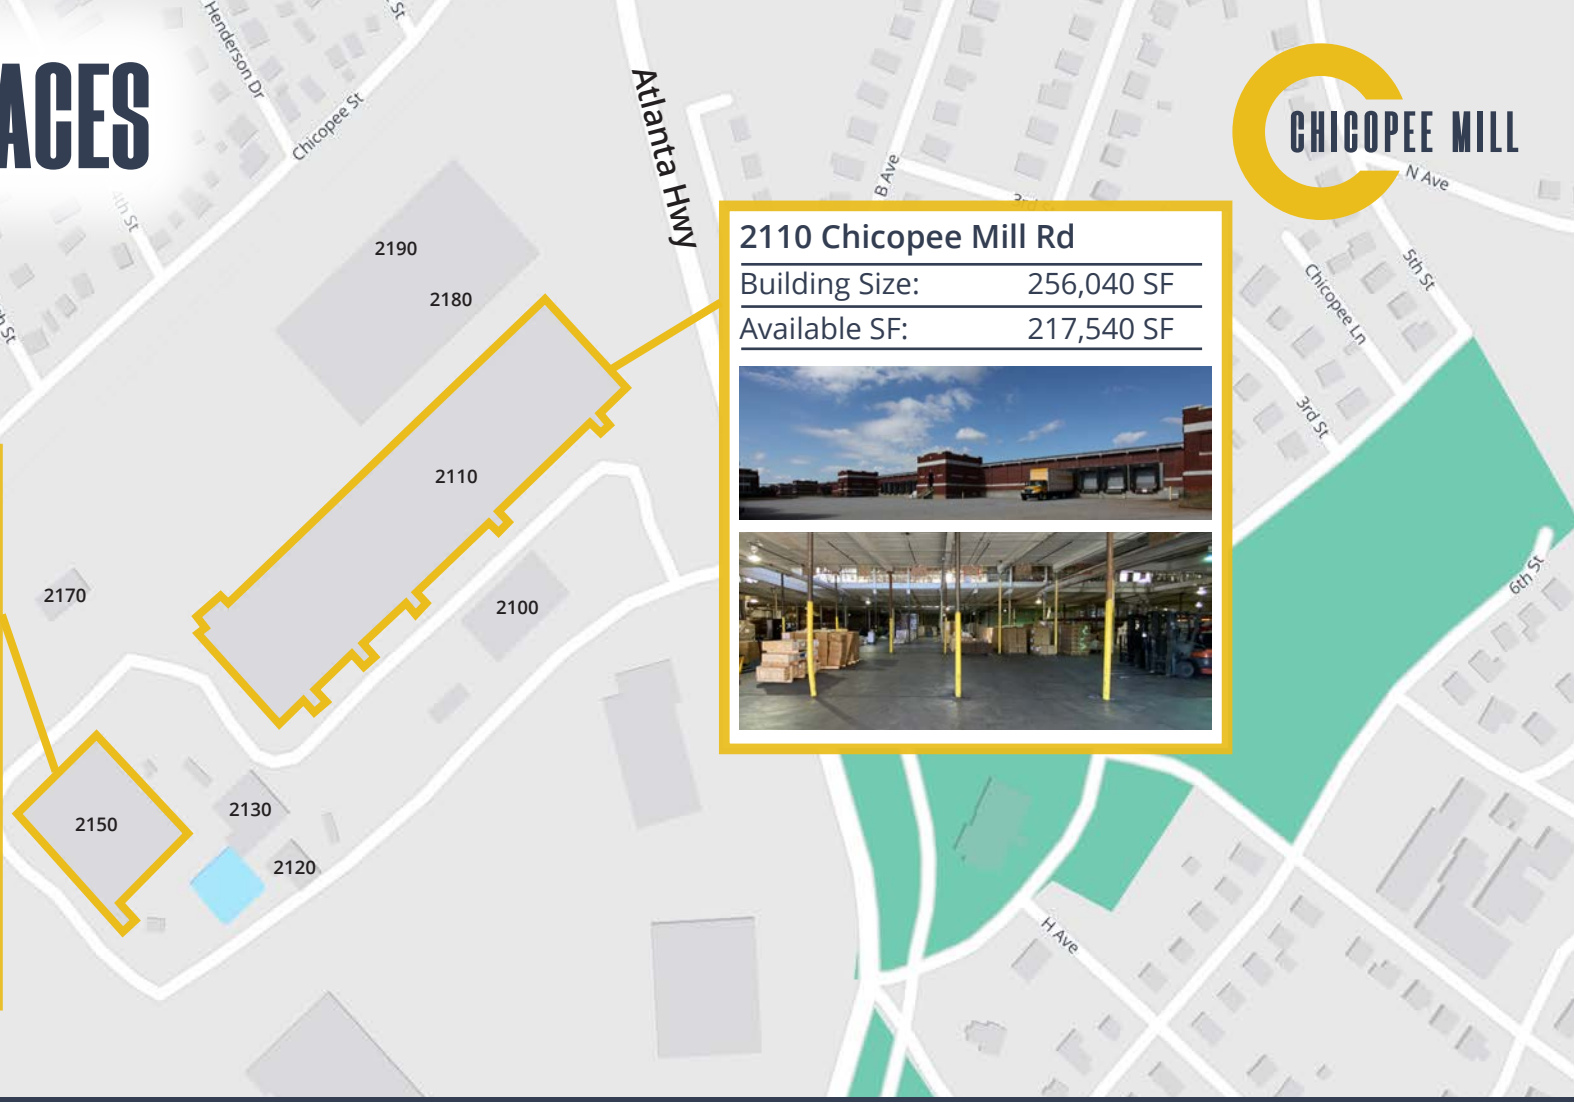 ACES
CHICOPEE MILL
Henderson Dr
St
Chicopee St
Atlanta Hwy
B Ave
3rd St
N Ave
5th St
Chicopee Ln
3rd St
6th St
H Ave
2110 Chicopee Mill Rd
Building Size: 256,040 SF
Available SF: 217,540 SF
2190
2180
2110
2170
2100
2150
2130
2120